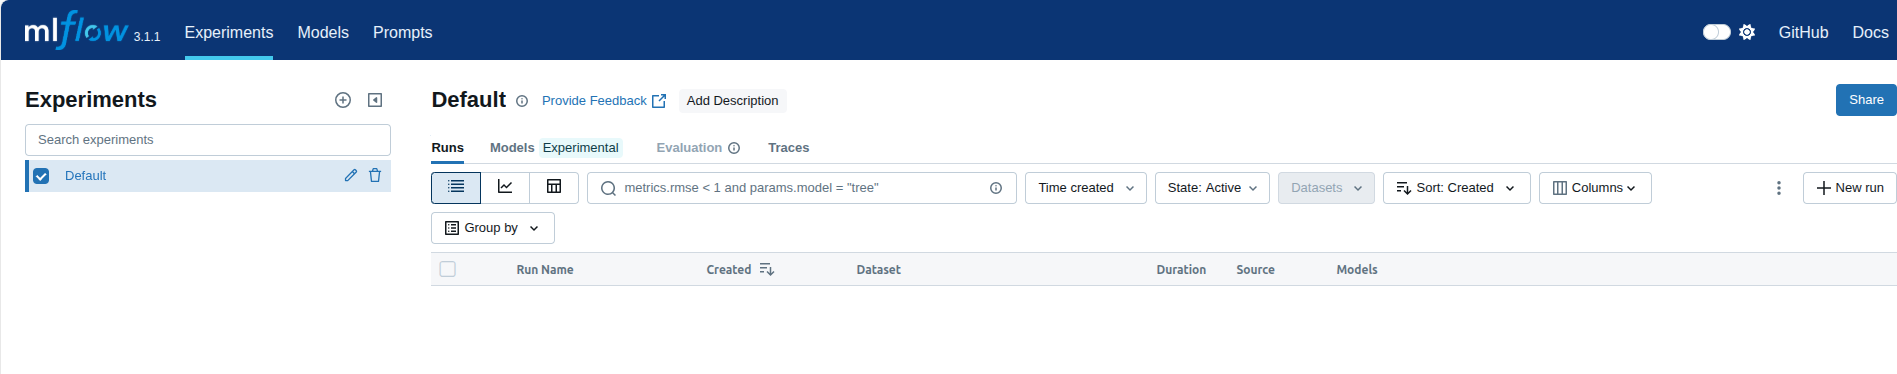 mlflow 3.1.1 Experiments Models Prompts GitHub Docs
Experiments
Search experiments
Default
Default Provide Feedback Add Description Share
Runs Models Experimental Evaluation Traces
metrics.rmse < 1 and params.model = "tree" Time created State: Active Datasets Sort: Created Columns New run
Group by
Run Name Created Dataset Duration Source Models